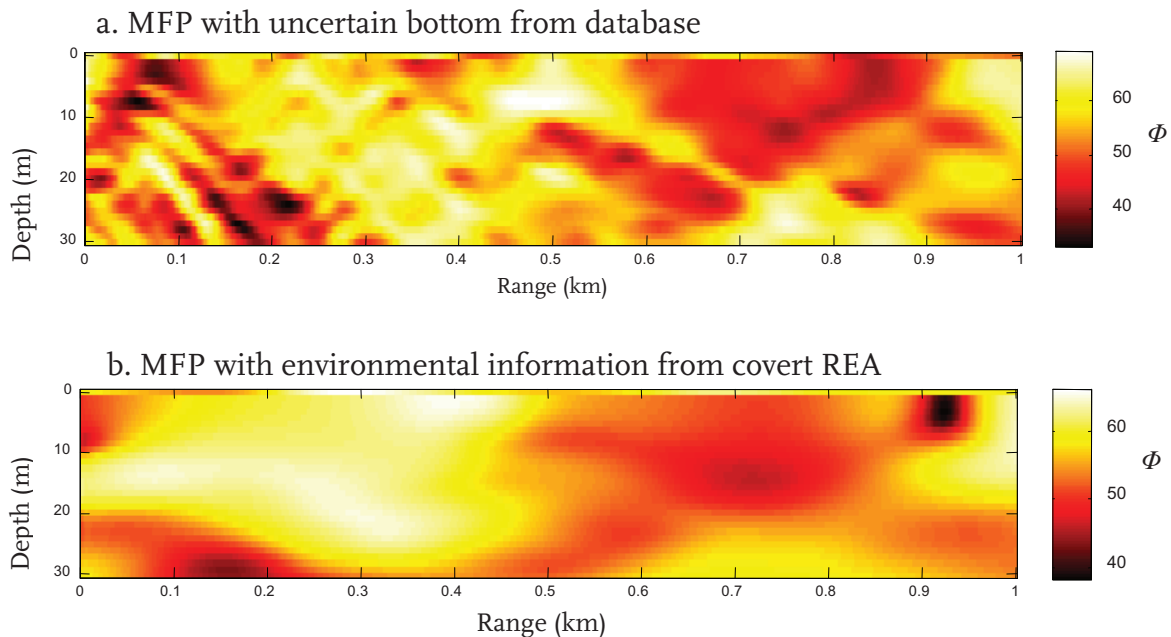 a. MFP with uncertain bottom from database
0
10
20
30
Depth (m)
0 0.1 0.2 0.3 0.4 0.5 0.6 0.7 0.8 0.9 1
Range (km)
60
50
40
Φ
b. MFP with environmental information from covert REA
0
10
20
30
Depth (m)
0 0.1 0.2 0.3 0.4 0.5 0.6 0.7 0.8 0.9 1
Range (km)
60
50
40
Φ